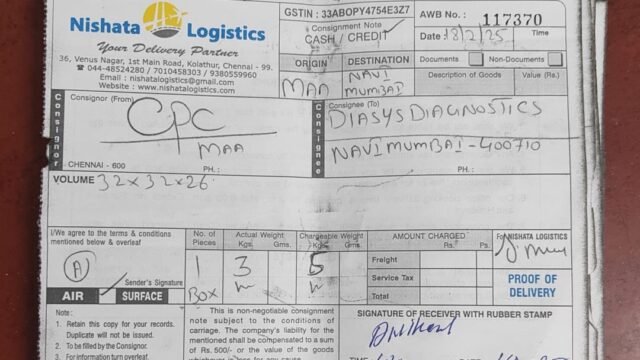 Nishata Logistics
Your Delivery Partner
36, Venus Nagar, 1st Main Road, Kolathur, Chennai - 99.
☎ 044-48524280 / 7010458303 / 9380559960
Email : nishatalogistics@gmail.com
Website : www.nishatalogistics.com
GSTIN : 33ABOPY4754E3Z7
Consignment Note
CASH / CREDIT
AWB No. : 117370
Date 18/2/25 Time
ORIGIN DESTINATION
MAA NAVI MUMBAI
Documents Non-Documents
Description of Goods Value (Rs.)
Consignor
Consignor (From)
CPC
MAA
CHENNAI - 600 PH. :
Consignee
Consignee (To)
DIASYS DIAGNOSTICS
NAVI MUMBAI - 400710
PH. :
VOLUME 32x32x26
I/We agree to the terms & conditions
mentioned below & overleaf
A
Sender's Signature
AIR SURFACE
No. of Pieces
Actual Weight
Kgs. Gms.
Chargeable Weight
Kgs. Gms.
1 3 5
BOX
AMOUNT CHARGED
Rs. Ps.
Freight
Service Tax
Total
For NISHATA LOGISTICS
PROOF OF
DELIVERY
Note :
1. Retain this copy for your records.
Duplicate will not be issued.
2. To be filled by the Consignor.
3. For information turn overleaf.
This is non-negotiable consignment
note subject to the conditions of
carriage. The company's liability for the
mentioned shall be compensated to a sum
of Rs. 500/- or the value of the goods
SIGNATURE OF RECEIVER WITH RUBBER STAMP